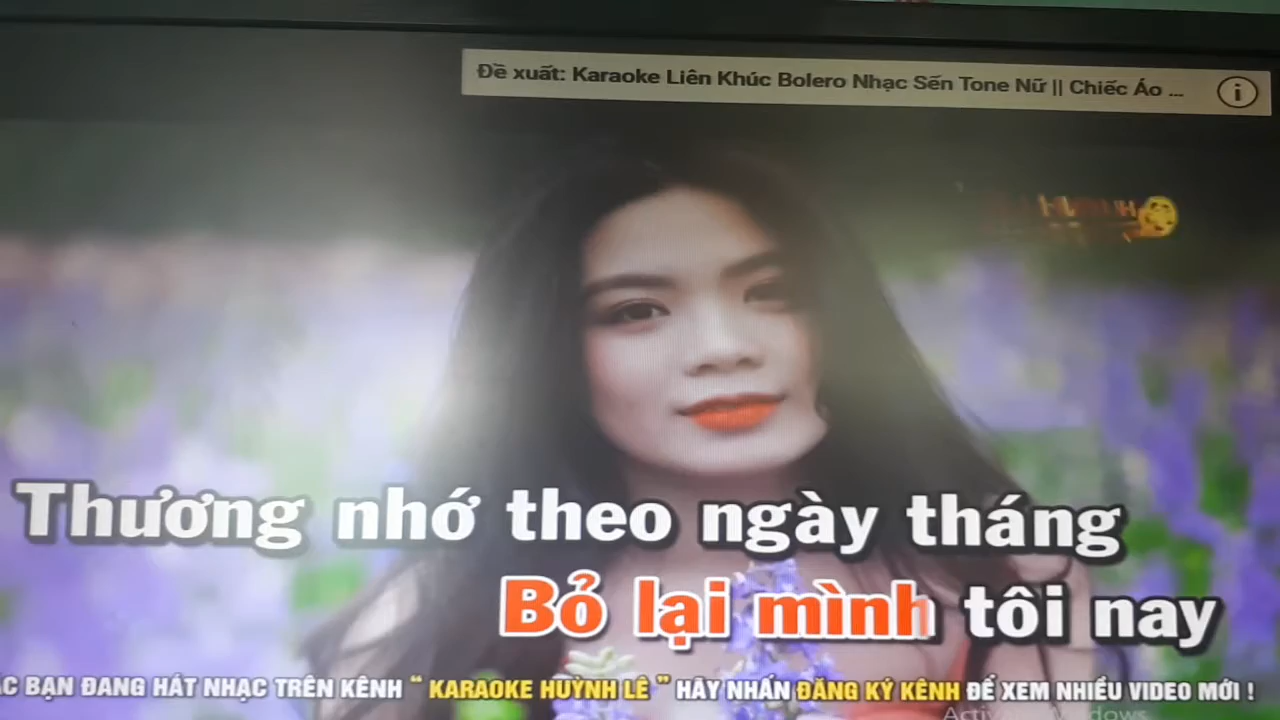 Đề xuất: Karaoke Liên Khúc Bolero Nhạc Sến Tone Nữ || Chiếc Áo ...
Thương nhớ theo ngày tháng
Bỏ lại mình tôi nay
BẠN ĐANG HÁT NHẠC TRÊN KÊNH “ KARAOKE HUỲNH LÊ ” HÃY NHẤN ĐĂNG KÝ KÊNH ĐỂ XEM NHIỀU VIDEO MỚI !